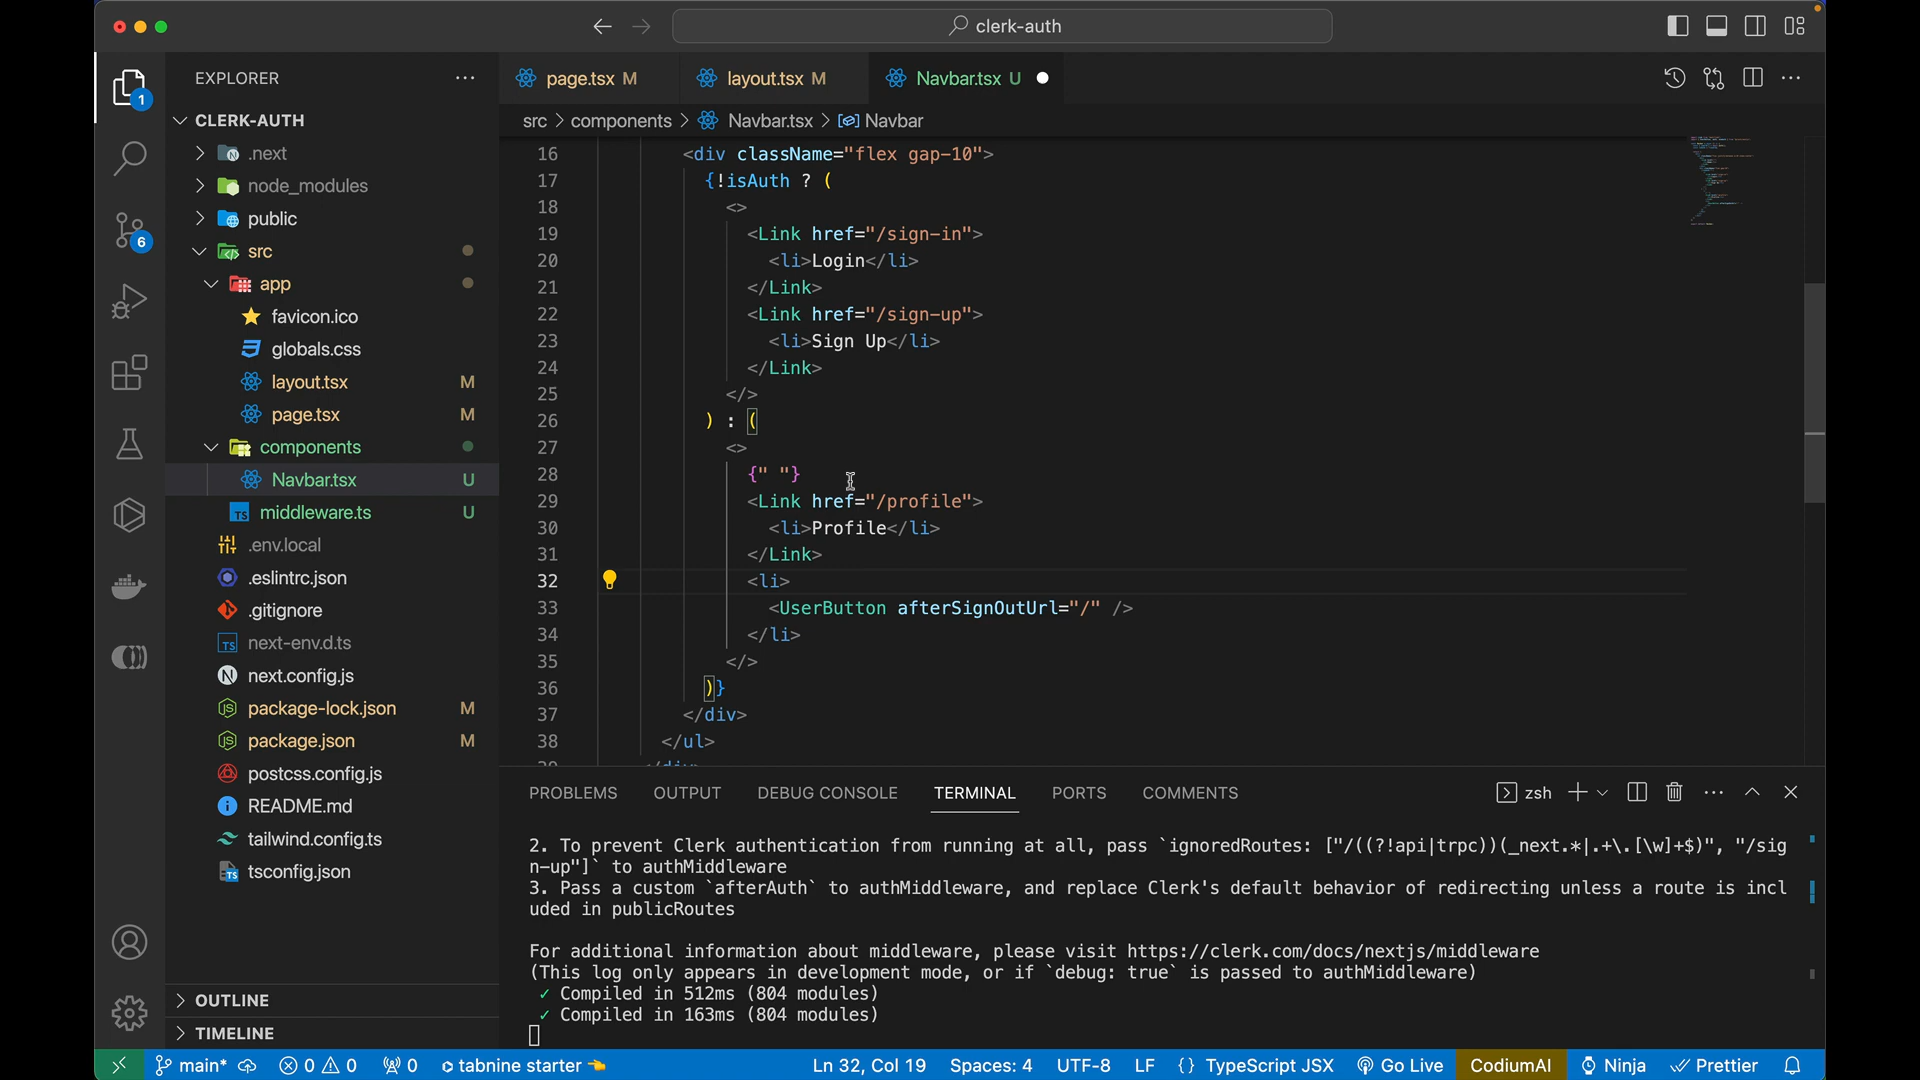 clerk-auth
EXPLORER
CLERK-AUTH
.next
node_modules
public
src
app
favicon.ico
globals.css
layout.tsx M
page.tsx M
components
Navbar.tsx U
middleware.ts U
.env.local
.eslintrc.json
.gitignore
next-env.d.ts
next.config.js
package-lock.json M
package.json M
postcss.config.js
README.md
tailwind.config.ts
tsconfig.json
OUTLINE
TIMELINE
1
6
page.tsx M
layout.tsx M
Navbar.tsx U
src > components > Navbar.tsx > Navbar
16 <div className="flex gap-10">
17 {!isAuth ? (
18 <>
19 <Link href="/sign-in">
20 <li>Login</li>
21 </Link>
22 <Link href="/sign-up">
23 <li>Sign Up</li>
24 </Link>
25 </>
26 ) : (
27 <>
28 {" "}
29 <Link href="/profile">
30 <li>Profile</li>
31 </Link>
32 <li>
33 <UserButton afterSignOutUrl="/" />
34 </li>
35 </>
36 )}
37 </div>
38 </ul>
PROBLEMS OUTPUT DEBUG CONSOLE TERMINAL PORTS COMMENTS
zsh
2. To prevent Clerk authentication from running at all, pass `ignoredRoutes: ["/((?!api|trpc))(_next.*|.+\.[\w]+$)", "/sig
n-up"]` to authMiddleware
3. Pass a custom `afterAuth` to authMiddleware, and replace Clerk's default behavior of redirecting unless a route is incl
uded in publicRoutes
For additional information about middleware, please visit https://clerk.com/docs/nextjs/middleware
(This log only appears in development mode, or if `debug: true` is passed to authMiddleware)
✓ Compiled in 512ms (804 modules)
✓ Compiled in 163ms (804 modules)
main* 0 0 0 tabnine starter Ln 32, Col 19 Spaces: 4 UTF-8 LF {} TypeScript JSX Go Live CodiumAI Ninja Prettier